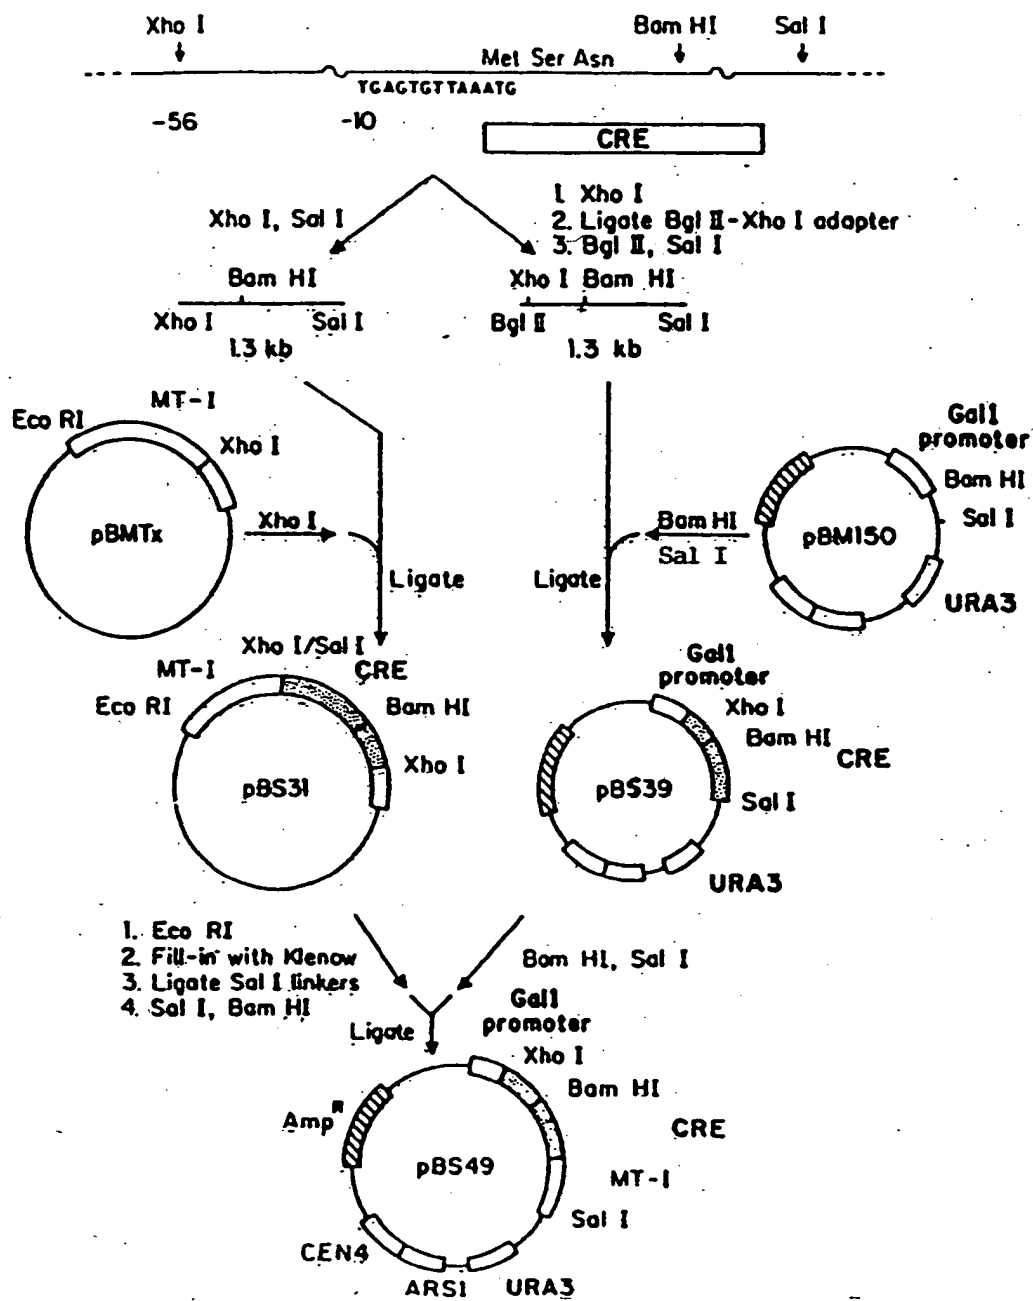 Xho I
Bam HI
Sal I
Met Ser Asn
TGAGTGTTAAATG
-56
-10
CRE
Xho I, Sal I
1. Xho I
2. Ligate Bgl II-Xho I adapter
3. Bgl II, Sal I
Bam HI
Xho I
Sal I
1.3 kb
Xho I Bam HI
Bgl II
Sal I
1.3 kb
MT-I
Eco RI
Xho I
pBMTx
Xho I
Ligate
Gal1
promoter
Bam HI
Sal I
pBM150
URA3
Bam HI
Sal I
Ligate
Xho I/Sal I
MT-I
CRE
Eco RI
Bam HI
Xho I
pBS31
Gal1
promoter
Xho I
Bam HI
CRE
pBS39
Sal I
URA3
1. Eco RI
2. Fill-in with Klenow
3. Ligate Sal I linkers
4. Sal I, Bam HI
Bam HI, Sal I
Ligate
Gal1
promoter
Xho I
Bam HI
Amp R
CRE
pBS49
MT-I
Sal I
CEN4
ARS1
URA3